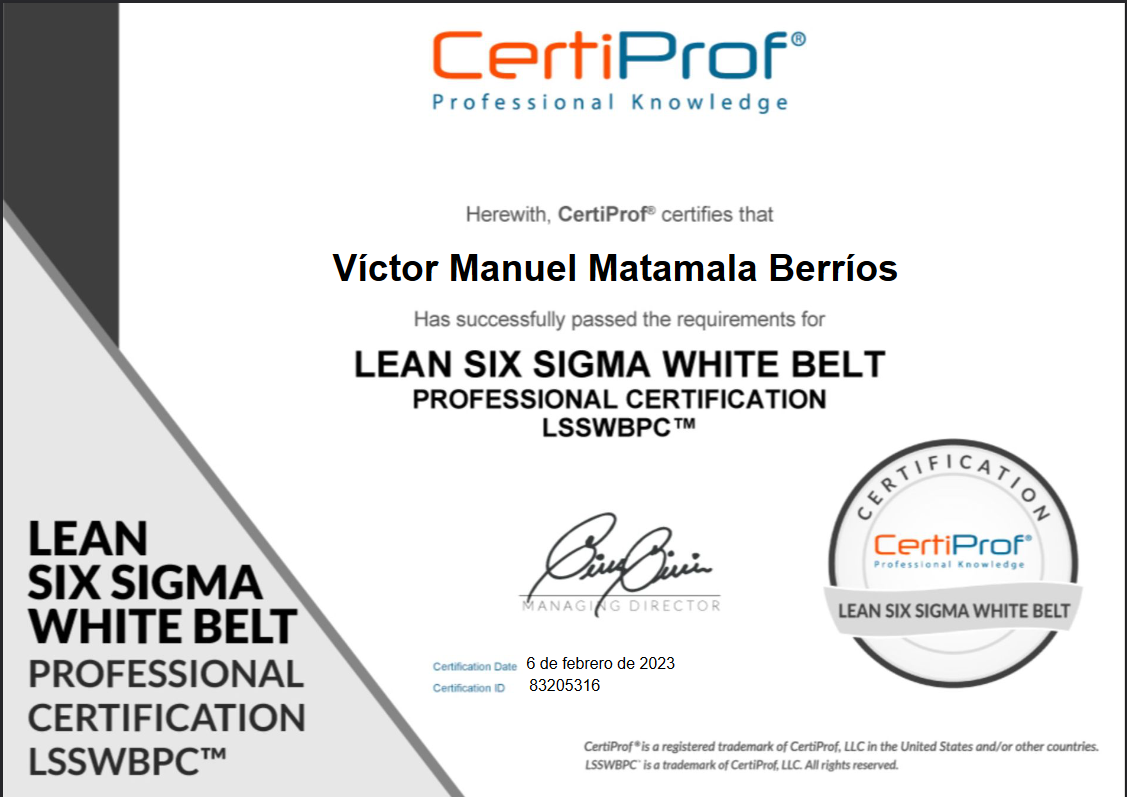 CertiProf®
Professional Knowledge
Herewith, CertiProf® certifies that
Víctor Manuel Matamala Berríos
Has successfully passed the requirements for
LEAN SIX SIGMA WHITE BELT
PROFESSIONAL CERTIFICATION
LSSWBPC™
LEAN
SIX SIGMA
WHITE BELT
PROFESSIONAL
CERTIFICATION
LSSWBPC™
MANAGING DIRECTOR
Certification Date 6 de febrero de 2023
Certification ID 83205316
CERTIFICATION
CertiProf®
Professional Knowledge
LEAN SIX SIGMA WHITE BELT
CertiProf® is a registered trademark of CertiProf, LLC in the United States and/or other countries.
LSSWBPC™ is a trademark of CertiProf, LLC. All rights reserved.